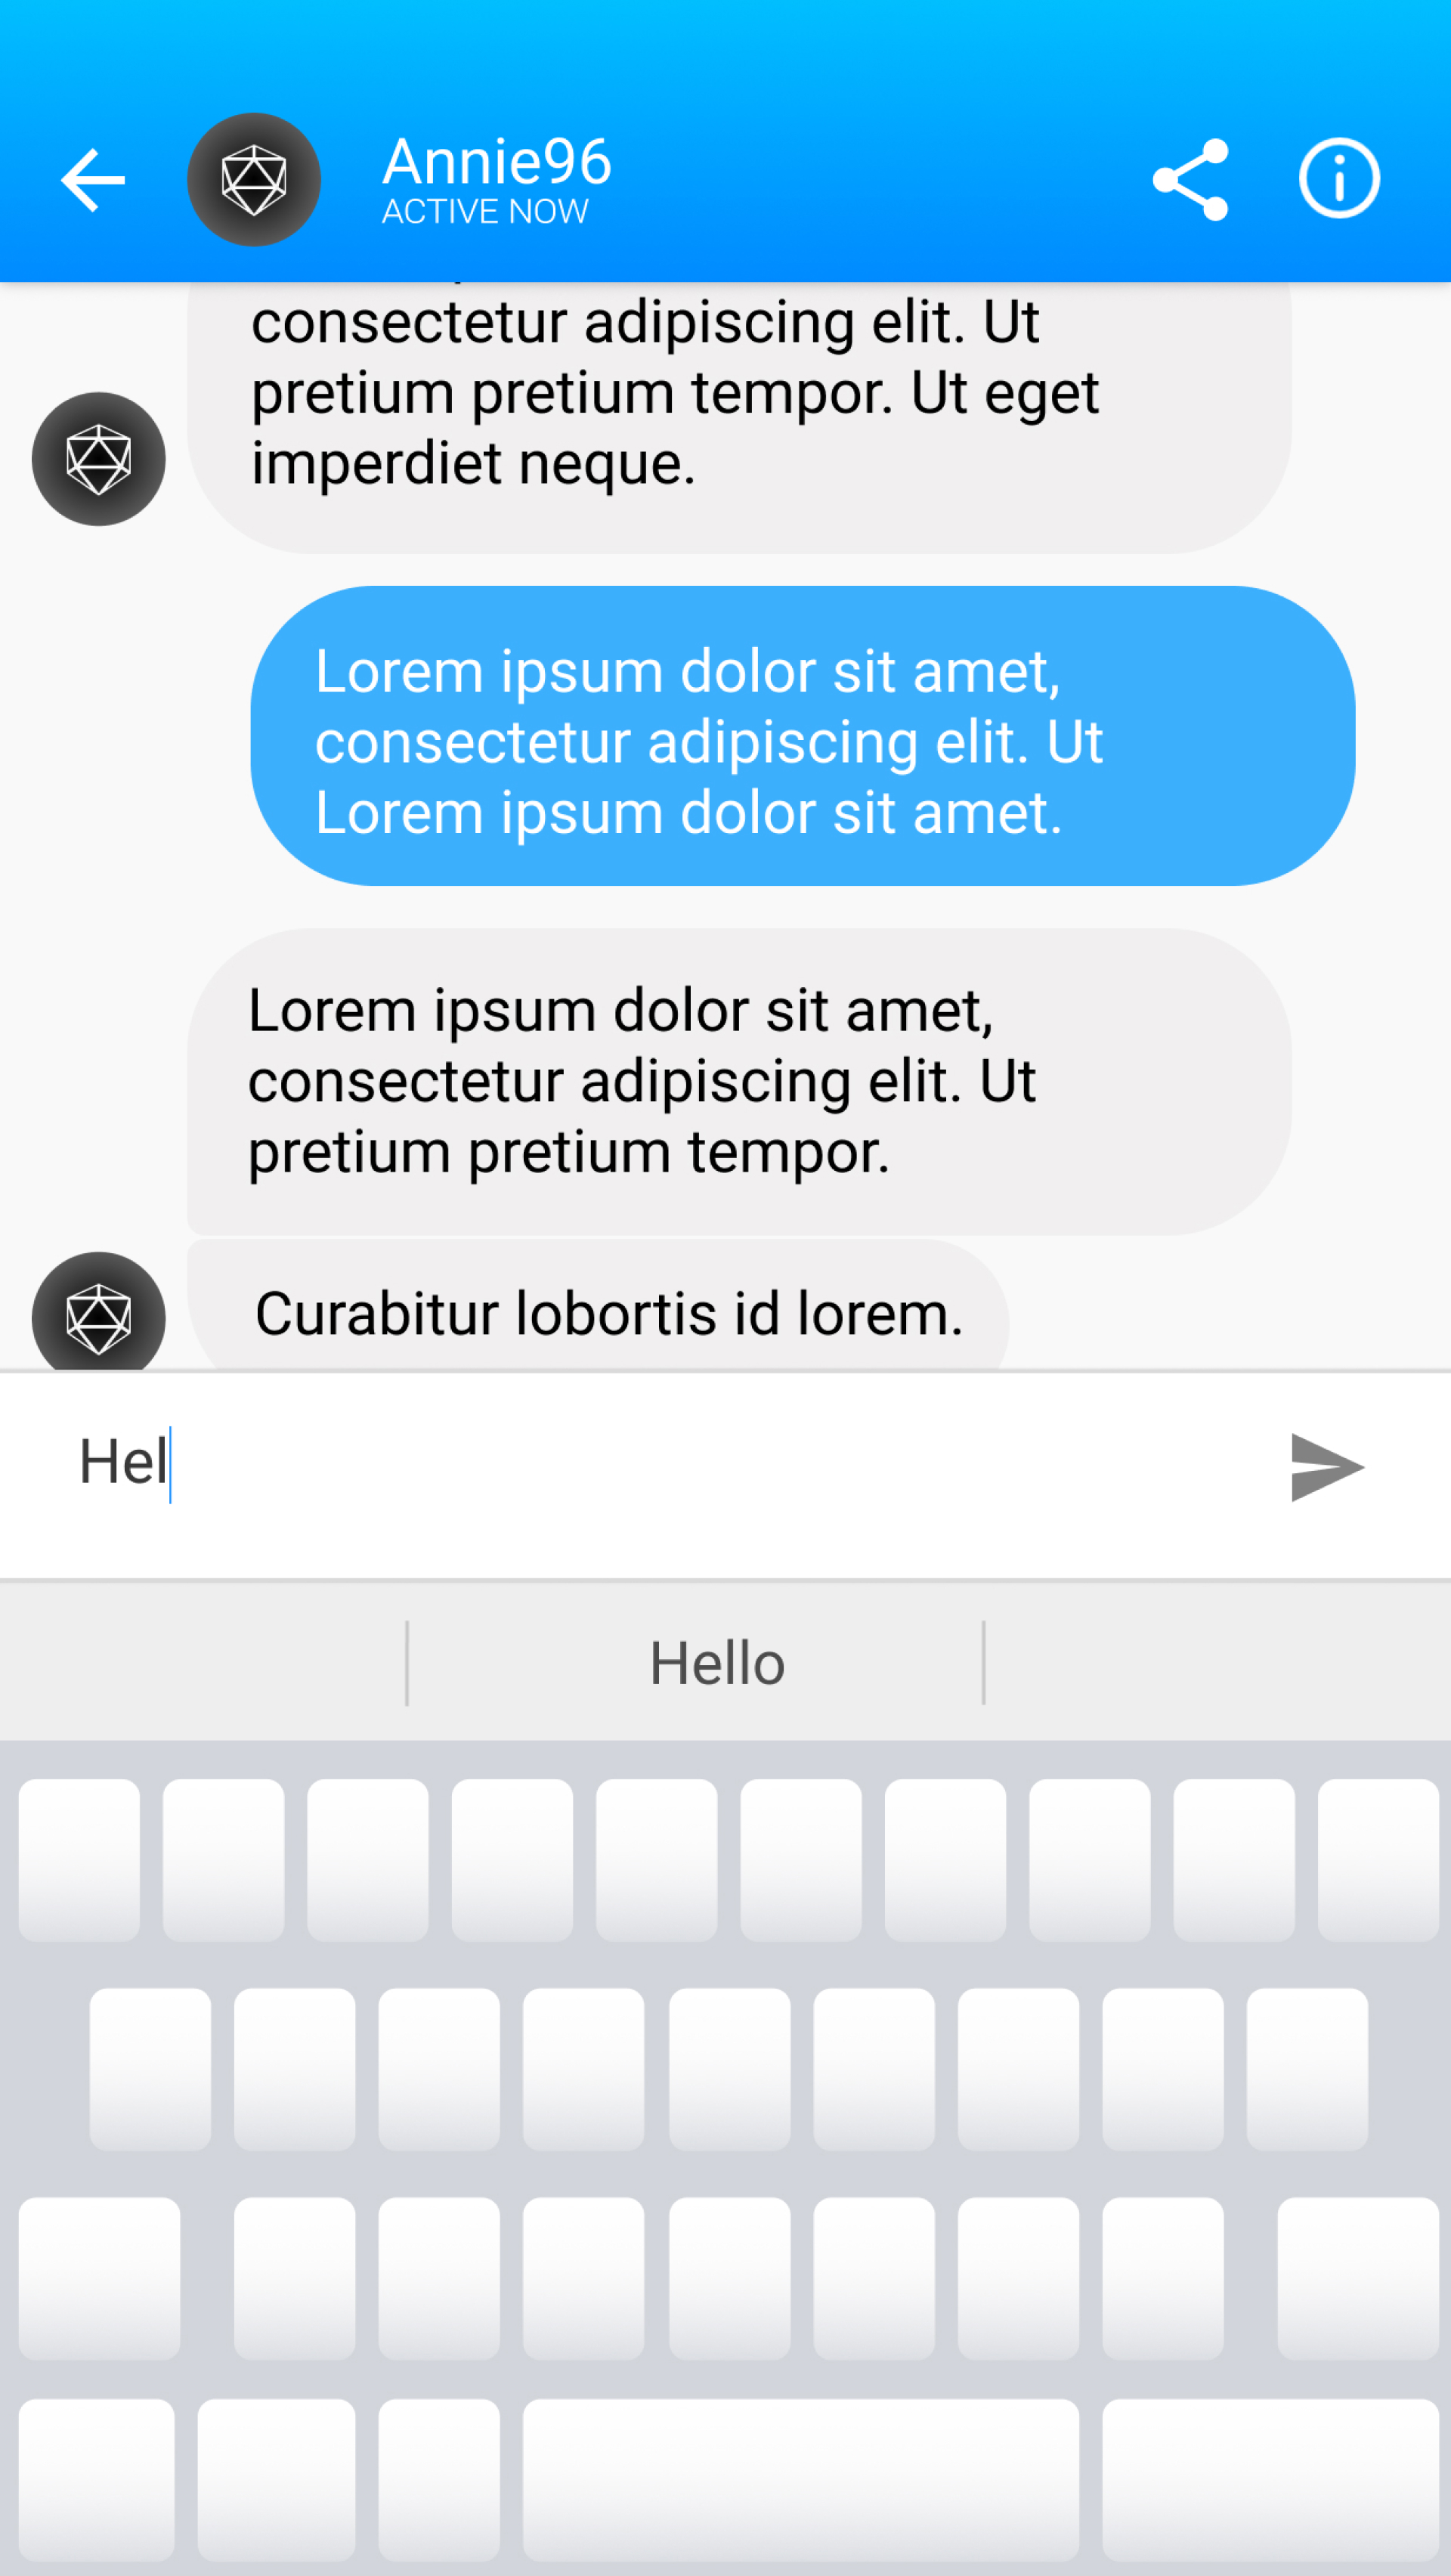 Annie96
ACTIVE NOW
consectetur adipiscing elit. Ut
pretium pretium tempor. Ut eget
imperdiet neque.
Lorem ipsum dolor sit amet,
consectetur adipiscing elit. Ut
Lorem ipsum dolor sit amet.
Lorem ipsum dolor sit amet,
consectetur adipiscing elit. Ut
pretium pretium tempor.
Curabitur lobortis id lorem.
Hel
Hello